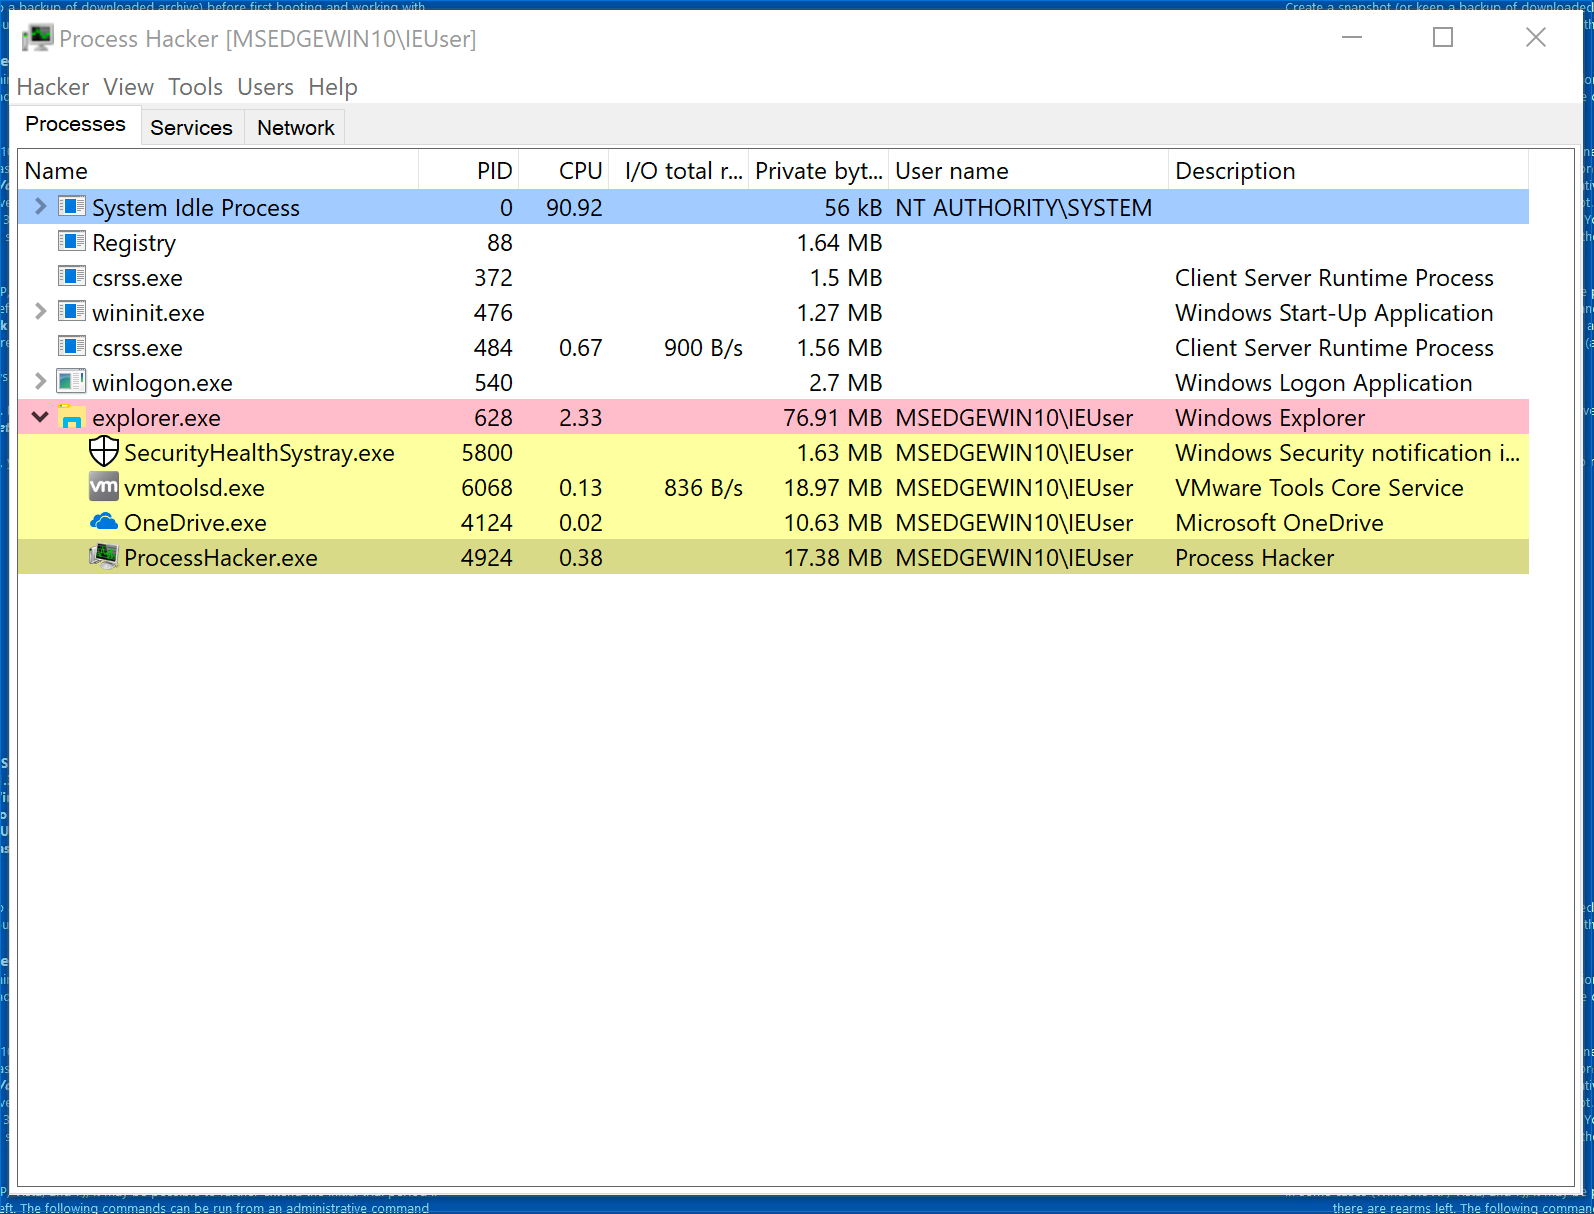 o a backup of downloaded archive) before first booting and working with
Create a snapshot (or keep a backup of downloaded
Process Hacker [MSEDGEWIN10\IEUser]
Hacker View Tools Users Help
Processes Services Network
Name PID CPU I/O total r... Private byt... User name Description
System Idle Process 0 90.92 56 kB NT AUTHORITY\SYSTEM
Registry 88 1.64 MB
csrss.exe 372 1.5 MB Client Server Runtime Process
wininit.exe 476 1.27 MB Windows Start-Up Application
csrss.exe 484 0.67 900 B/s 1.56 MB Client Server Runtime Process
winlogon.exe 540 2.7 MB Windows Logon Application
explorer.exe 628 2.33 76.91 MB MSEDGEWIN10\IEUser Windows Explorer
SecurityHealthSystray.exe 5800 1.63 MB MSEDGEWIN10\IEUser Windows Security notification i...
vm vmtoolsd.exe 6068 0.13 836 B/s 18.97 MB MSEDGEWIN10\IEUser VMware Tools Core Service
OneDrive.exe 4124 0.02 10.63 MB MSEDGEWIN10\IEUser Microsoft OneDrive
ProcessHacker.exe 4924 0.38 17.38 MB MSEDGEWIN10\IEUser Process Hacker
eft. The following commands can be run from an administrative command
there are rearms left. The following comman